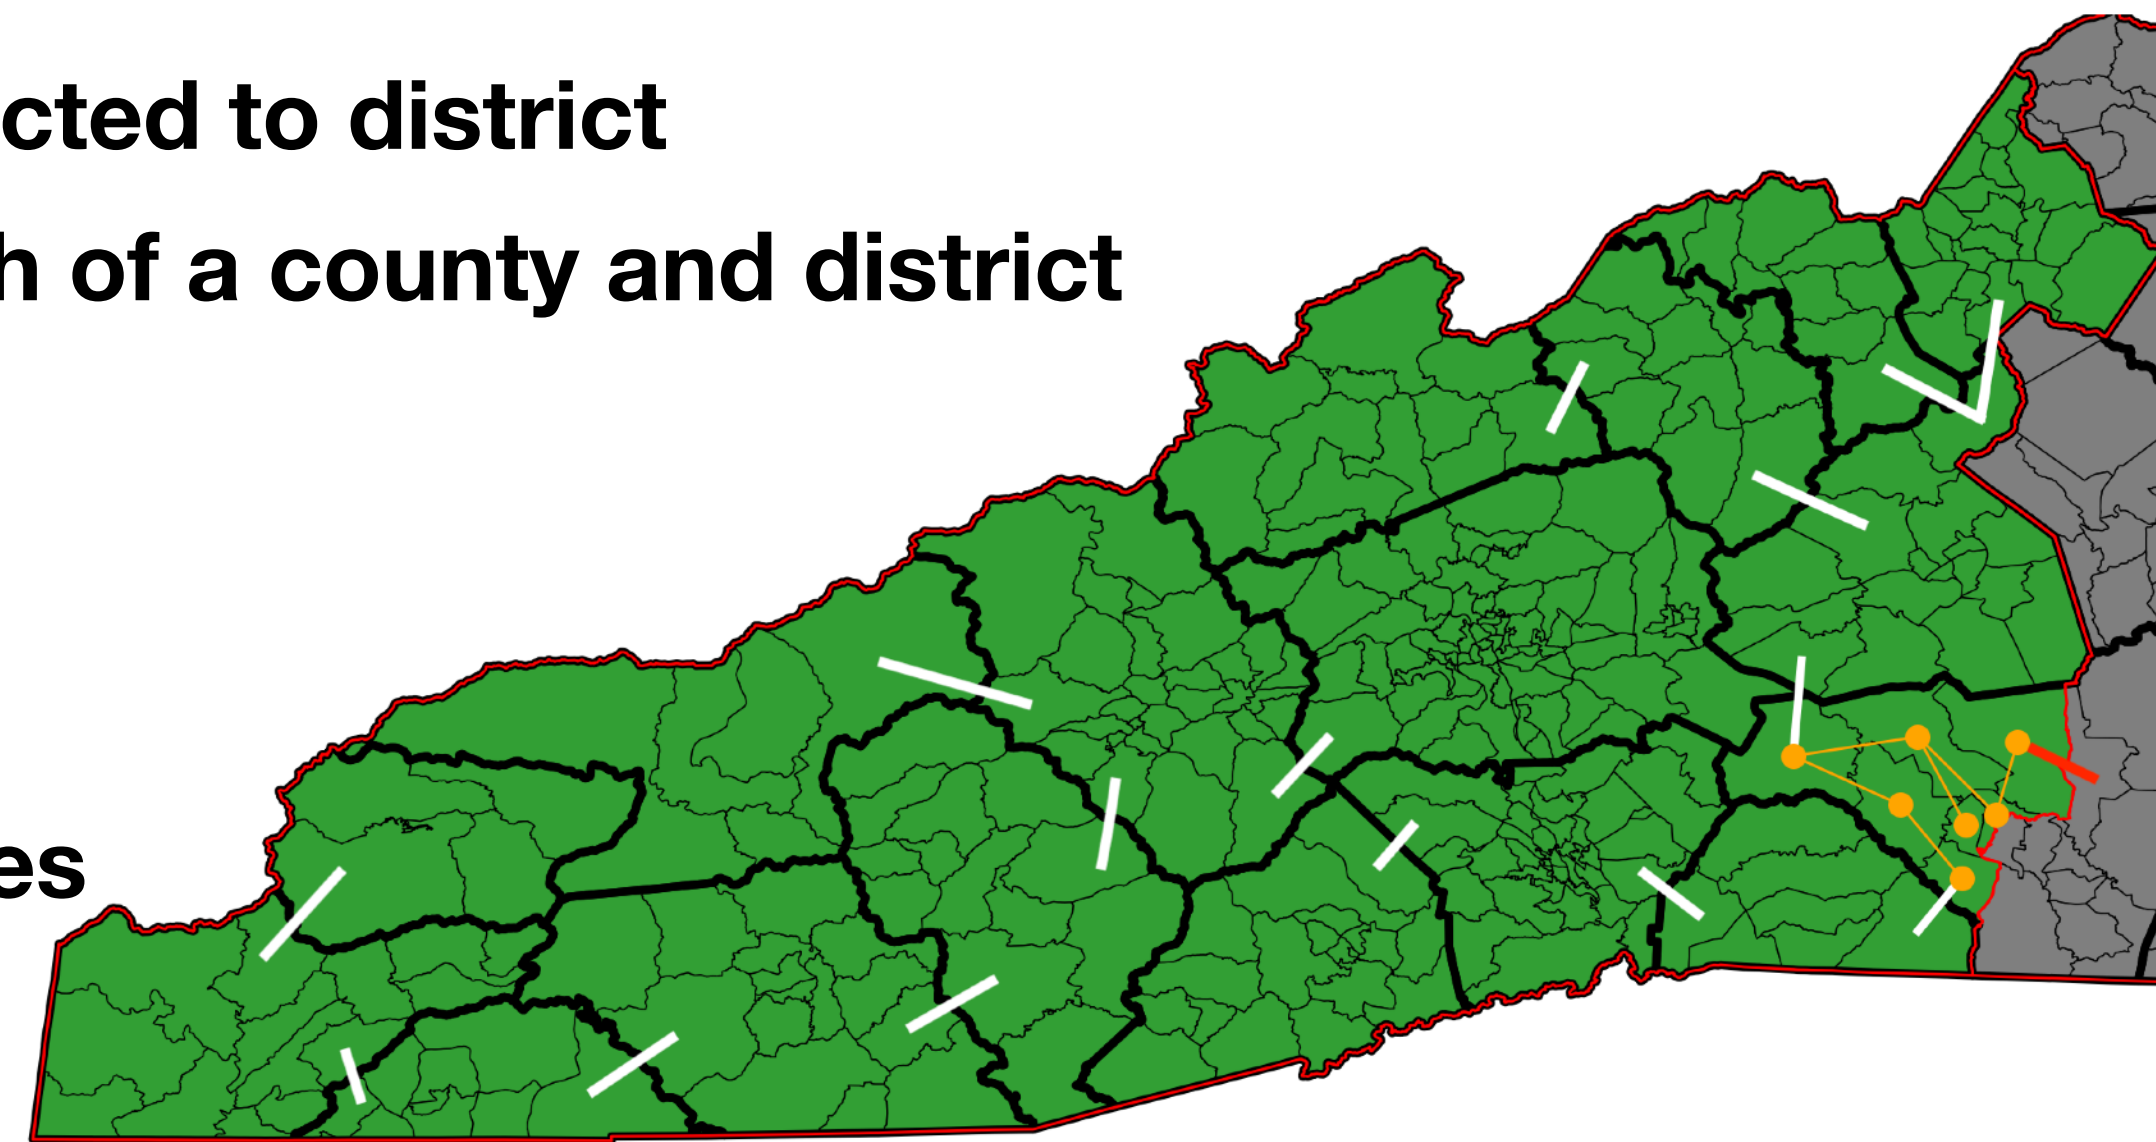 cted to district
h of a county and district
es